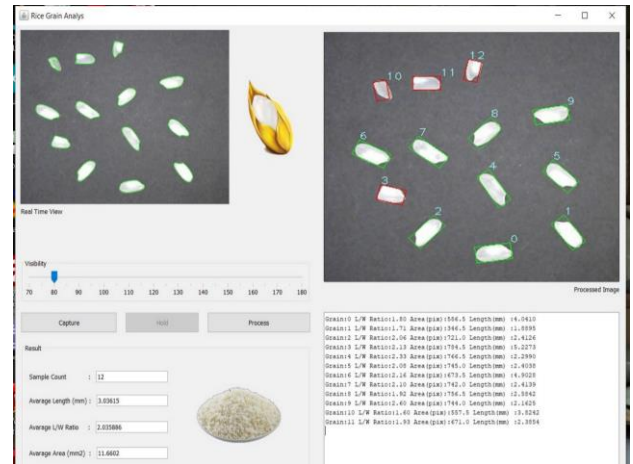 Rice Grain Analys
Real Time View
Visibility
70 80 90 100 110 120 130 140 150 160 170 180
Capture Hold Process
Result
Sample Count : 12
Avarage Length (mm) : 3.03615
Avarage L/W Ratio : 2.035886
Avarage Area (mm2) : 11.6602
12
10 11
9
8
7
6
5
4
3
2
1
0
Processed Image
Grain:0 L/W Ratio:1.80 Area(pix):586.5 Length(mm) :4.0410
Grain:1 L/W Ratio:1.71 Area(pix):346.5 Length(mm) :1.8895
Grain:2 L/W Ratio:2.06 Area(pix):721.0 Length(mm) :2.4126
Grain:3 L/W Ratio:2.13 Area(pix):784.5 Length(mm) :5.2273
Grain:4 L/W Ratio:2.33 Area(pix):766.5 Length(mm) :2.2990
Grain:5 L/W Ratio:2.08 Area(pix):745.0 Length(mm) :2.4038
Grain:6 L/W Ratio:2.16 Area(pix):673.5 Length(mm) :4.9028
Grain:7 L/W Ratio:2.10 Area(pix):742.0 Length(mm) :2.4139
Grain:8 L/W Ratio:1.92 Area(pix):756.5 Length(mm) :2.5842
Grain:9 L/W Ratio:2.60 Area(pix):744.0 Length(mm) :2.1625
Grain:10 L/W Ratio:1.60 Area(pix):557.5 Length(mm) :3.8242
Grain:11 L/W Ratio:1.93 Area(pix):671.0 Length(mm) :2.3854